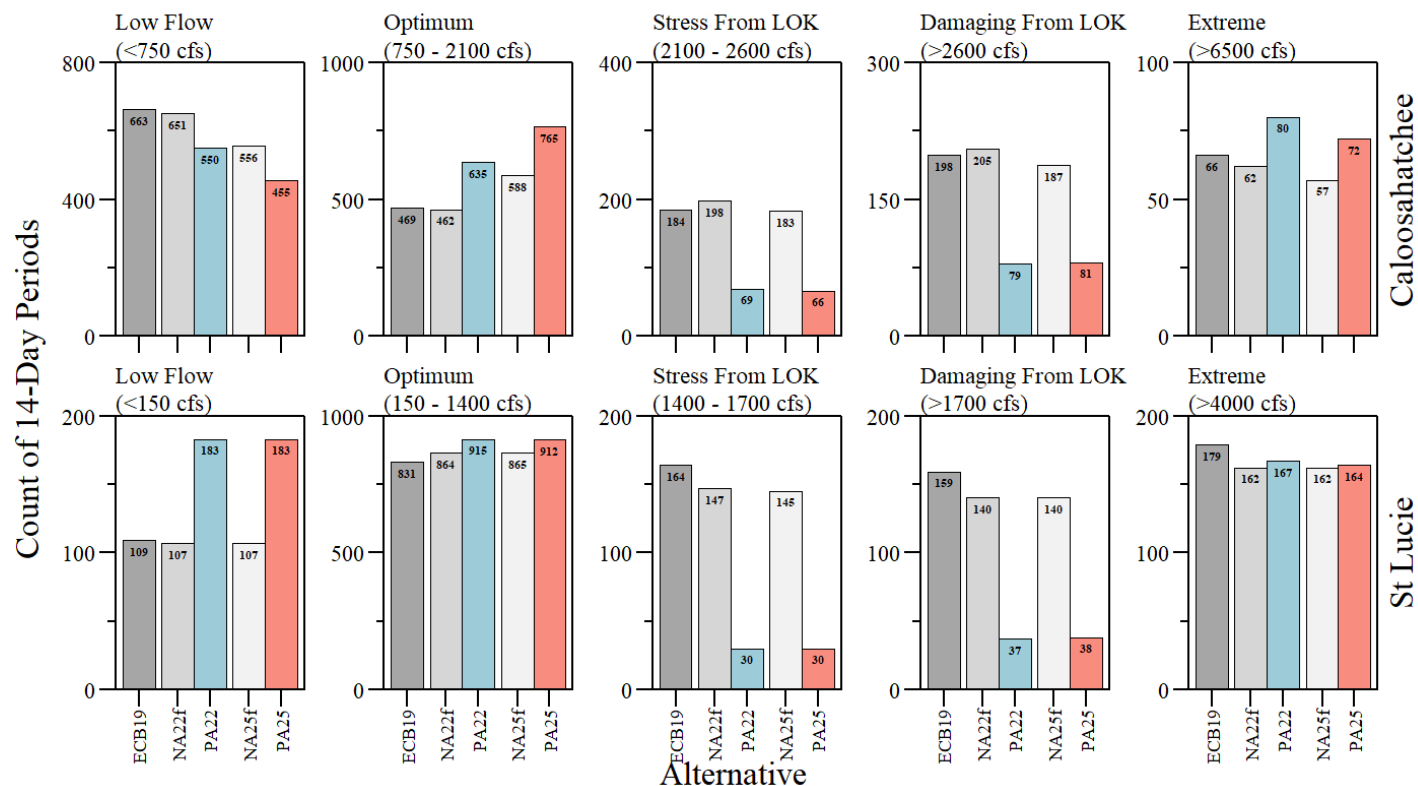 Low Flow
(<750 cfs)
Optimum
(750 - 2100 cfs)
Stress From LOK
(2100 - 2600 cfs)
Damaging From LOK
(>2600 cfs)
Extreme
(>6500 cfs)
800
400
0
663
651
550
556
455
1000
500
0
469
462
635
588
765
400
200
0
184
198
69
183
66
300
150
0
198
205
79
187
81
100
50
0
66
62
80
57
72
Caloosahatchee
Count of 14-Day Periods
Low Flow
(<150 cfs)
Optimum
(150 - 1400 cfs)
Stress From LOK
(1400 - 1700 cfs)
Damaging From LOK
(>1700 cfs)
Extreme
(>4000 cfs)
200
100
0
109
107
183
107
183
1000
500
0
831
864
915
865
912
200
100
0
164
147
30
145
30
200
100
0
159
140
37
140
38
200
100
0
179
162
167
162
164
St Lucie
ECB19
NA22f
PA22
NA25f
PA25
ECB19
NA22f
PA22
NA25f
PA25
ECB19
NA22f
PA22
NA25f
PA25
ECB19
NA22f
PA22
NA25f
PA25
ECB19
NA22f
PA22
NA25f
PA25
Alternative